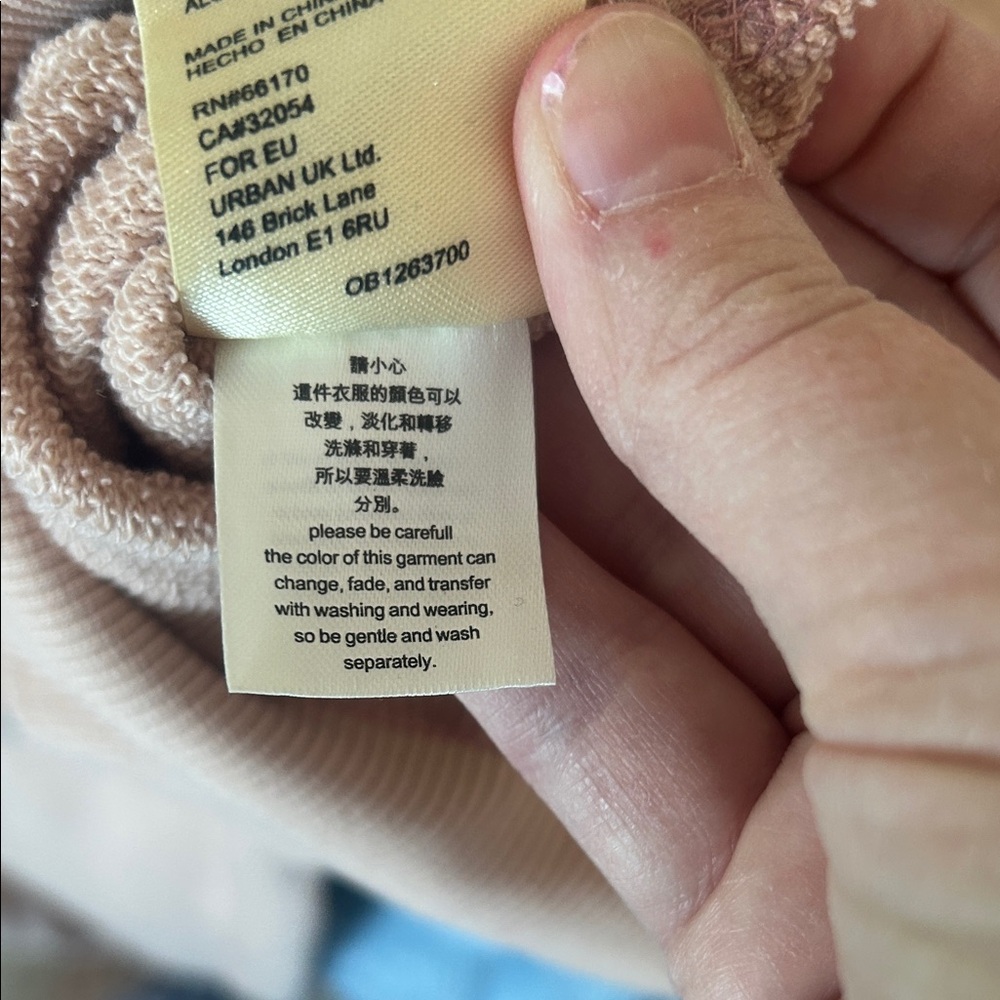 MADE IN CHINA
HECHO EN CHINA
RN#66170
CA#32054
FOR EU
URBAN UK Ltd.
146 Brick Lane
London E1 6RU
OB1263700
請小心
這件衣服的顏色可以
改變，淡化和轉移
洗滌和穿著，
所以要溫柔洗臉
分別。
please be carefull
the color of this garment can
change, fade, and transfer
with washing and wearing,
so be gentle and wash
separately.